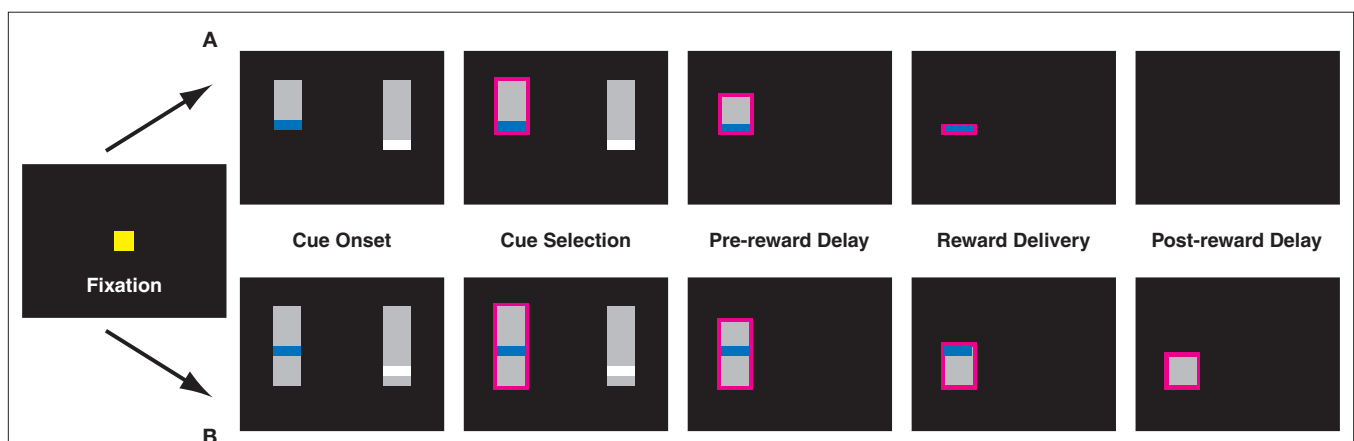 A
Cue Onset
Cue Selection
Pre-reward Delay
Reward Delivery
Post-reward Delay
Fixation
B